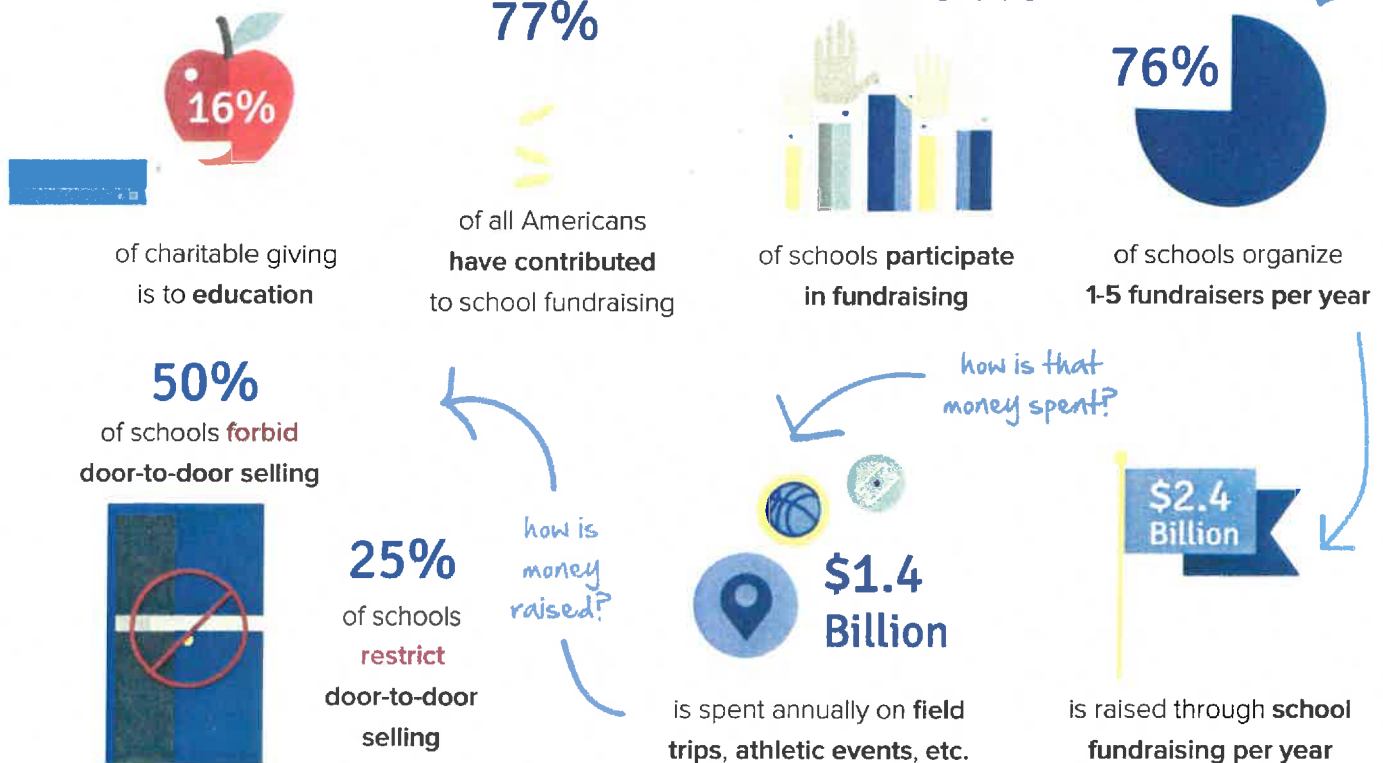 16%
of charitable giving
is to education
77%
of all Americans
have contributed
to school fundraising
of schools participate
in fundraising
76%
of schools organize
1-5 fundraisers per year
50%
of schools forbid
door-to-door selling
25%
of schools
restrict
door-to-door
selling
how is
money
raised?
how is that
money spent?
$1.4
Billion
is spent annually on field
trips, athletic events, etc.
$2.4
Billion
is raised through school
fundraising per year